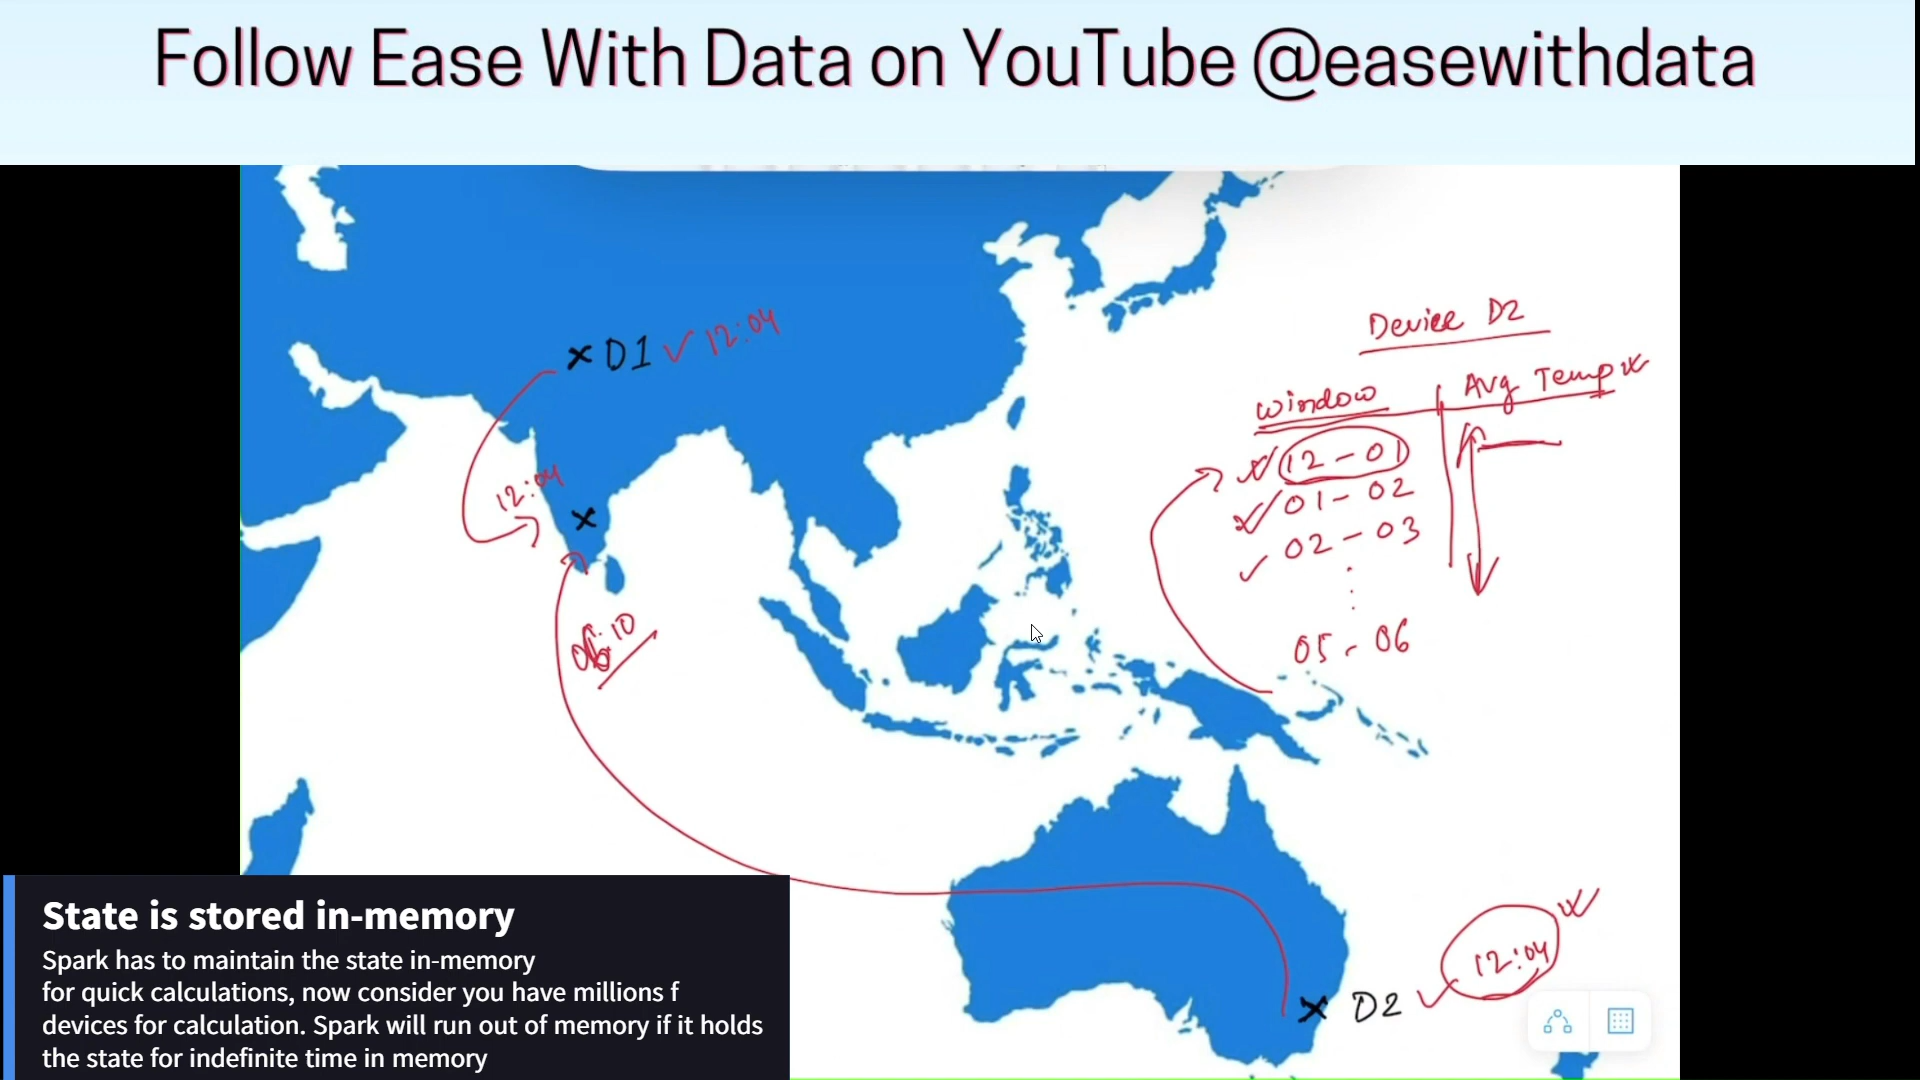 Follow Ease With Data on YouTube @easewithdata
D1 12:04
12:04
06:10
Device D2
Window Avg Temp
12-01
01-02
02-03
05-06
D2 12:04
State is stored in-memory
Spark has to maintain the state in-memory
for quick calculations, now consider you have millions f
devices for calculation. Spark will run out of memory if it holds
the state for indefinite time in memory